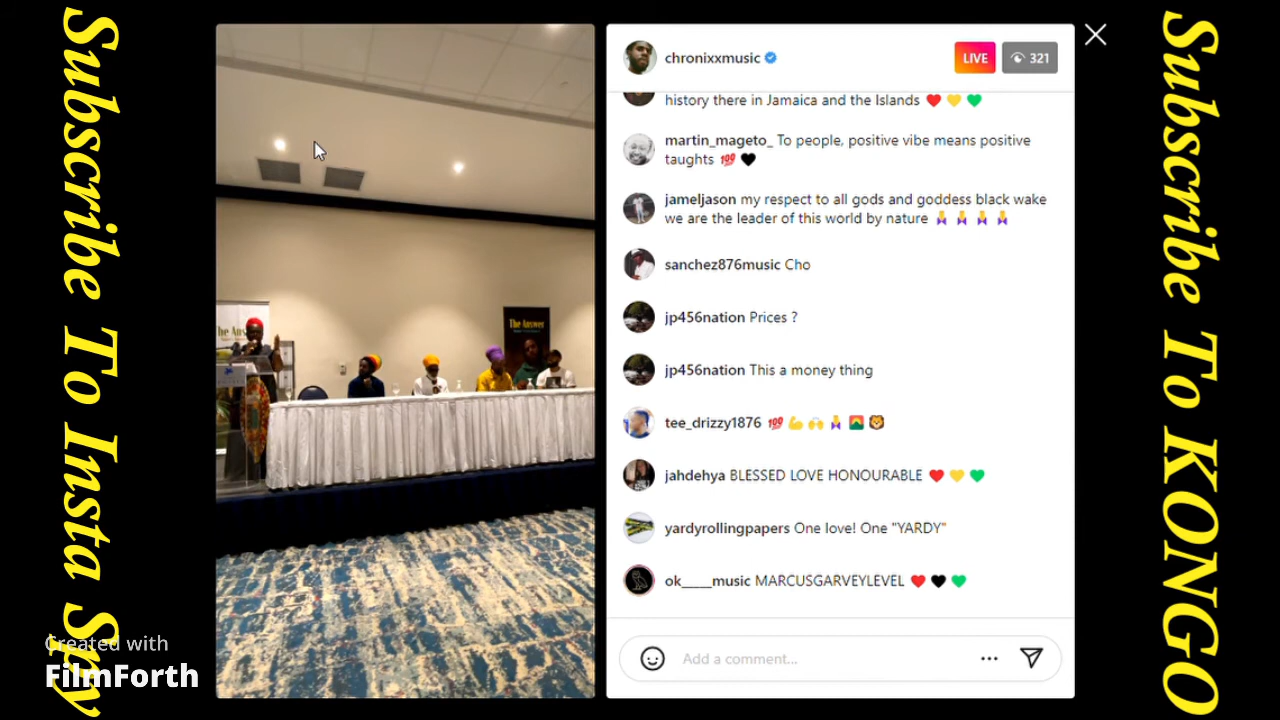 Subscribe To Insta Spy
chronixxmusic
LIVE
321
history there in Jamaica and the Islands ❤️ 💛 💚
martin_mageto_ To people, positive vibe means positive
taughts 💯 🖤
jameljason my respect to all gods and goddess black wake
we are the leader of this world by nature
sanchez876music Cho
jp456nation Prices ?
jp456nation This a money thing
tee_drizzy1876 💯 💪 🙌
jahdehya BLESSED LOVE HONOURABLE ❤️ 💛 💚
yardyrollingpapers One love! One "YARDY"
ok_____music MARCUSGARVEYLEVEL ❤️ 🖤 💚
Add a comment...
The Answer
Created with
FilmForth
Subscribe To KONGO